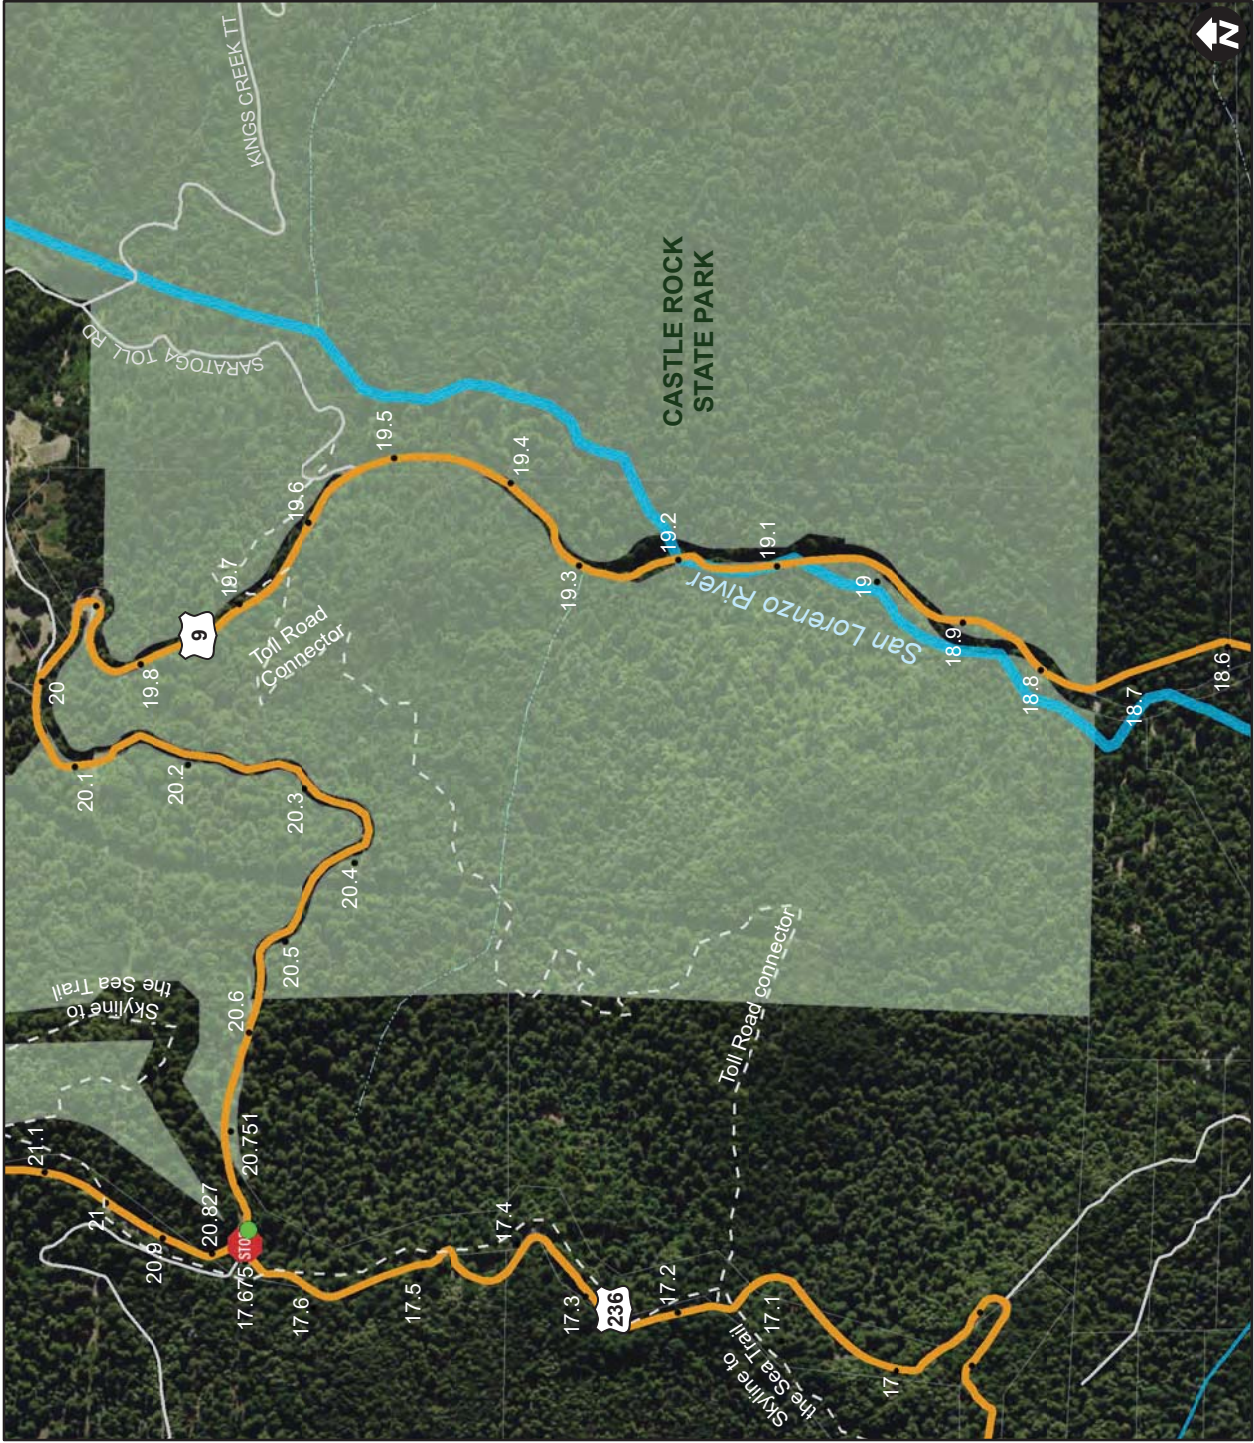 N
KINGS CREEK TT
SARATOGA TOLL RD
CASTLE ROCK
STATE PARK
19.5
19.4
19.6
19.7
19.2
19.1
19.3
19
San Lorenzo River
18.9
18.8
18.7
18.6
9
Toll Road
Connector
20
19.8
20.1
20.2
20.3
20.4
20.5
20.6
Skyline to
the Sea Trail
Toll Road connector
21.1
21
20.9
20.827
20.751
STOP
17.675
17.6
17.5
17.4
17.3
236
17.2
17.1
17
Skyline to
the Sea Trail